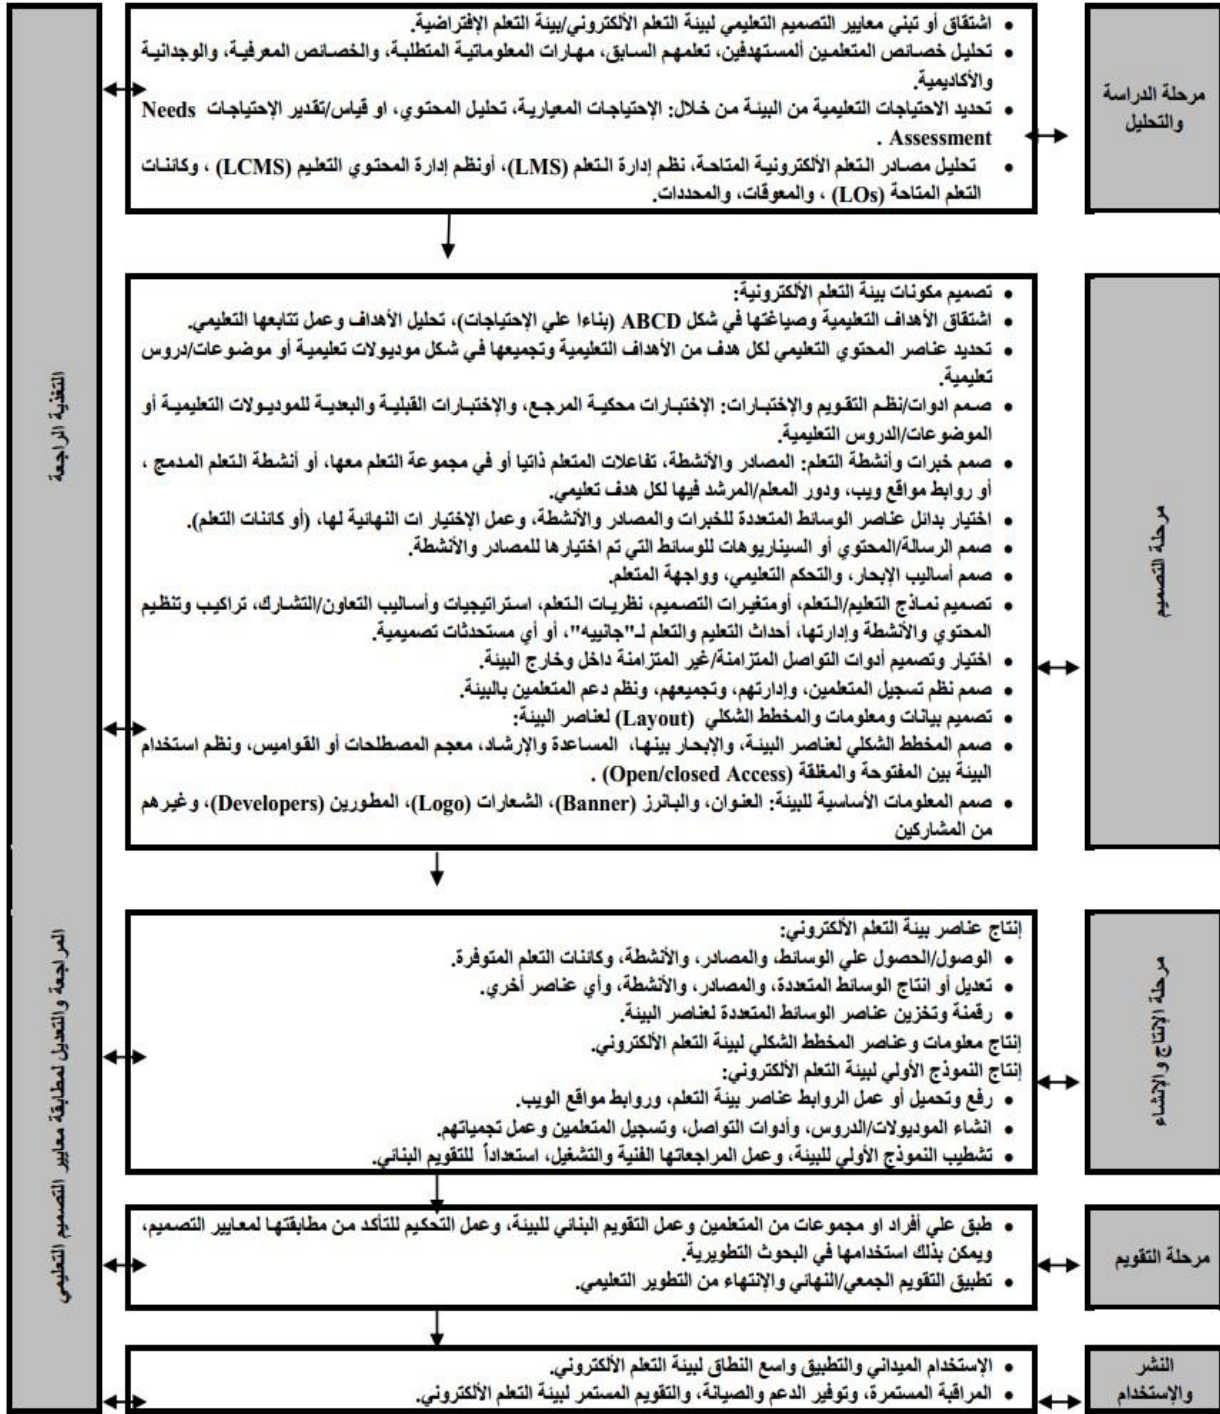 مرحلة الدراسة
والتحليل
• اشتقاق أو تبني معايير التصميم التعليمي لبيئة التعلم الألكتروني/بيئة التعلم الإفتراضية.
• تحليل خصائص المتعلمين ألمستهدفين، تعلمهم السابق، مهارات المعلوماتية المتطلبة، والخصائص المعرفية، والوجدانية
والأكاديمية.
• تحديد الاحتياجات التعليمية من البيئة من خلال: الإحتياجات المعيارية، تحليل المحتوي، او قياس/تقدير الإحتياجات Needs
Assessment .
• تحليل مصادر التعلم الألكترونية المتاحة، نظم إدارة التعلم (LMS)، أونظم إدارة المحتوي التعليم (LCMS) ، وكائنات
التعلم المتاحة (LOs) ، والمعوقات، والمحددات.
مرحلة التصميم
• تصميم مكونات بيئة التعلم الألكترونية:
• اشتقاق الأهداف التعليمية وصياغتها في شكل ABCD (بناءا علي الإحتياجات)، تحليل الأهداف وعمل تتابعها التعليمي.
• تحديد عناصر المحتوي التعليمي لكل هدف من الأهداف التعليمية وتجميعها في شكل موديولات تعليمية أو موضوعات/دروس
تعليمية.
• صمم ادوات/نظم التقويم والإختبارات: الإختبارات محكية المرجع، والإختبارات القبلية والبعدية للموديولات التعليمية أو
الموضوعات/الدروس التعليمية.
• صمم خبرات وأنشطة التعلم: المصادر والأنشطة، تفاعلات المتعلم ذاتيا أو في مجموعة التعلم معها، أو أنشطة التعلم المدمج ،
أو روابط مواقع ويب، ودور المعلم/المرشد فيها لكل هدف تعليمي.
• اختيار بدائل عناصر الوسائط المتعددة للخبرات والمصادر والأنشطة، وعمل الإختيار ات النهائية لها، (أو كائنات التعلم).
• صمم الرسالة/المحتوي أو السيناريوهات للوسائط التي تم اختيارها للمصادر والأنشطة.
• صمم أساليب الإبحار، والتحكم التعليمي، وواجهة المتعلم.
• تصميم نماذج التعليم/التعلم، أومتغيرات التصميم، نظريات التعلم، استراتيجيات وأساليب التعاون/التشارك، تراكيب وتنظيم
المحتوي والأنشطة وإدارتها، أحداث التعليم والتعلم لـ"جانييه"، أو أي مستحدثات تصميمية.
• اختيار وتصميم أدوات التواصل المتزامنة/غير المتزامنة داخل وخارج البيئة.
• صمم نظم تسجيل المتعلمين، وإدارتهم، وتجميعهم، ونظم دعم المتعلمين بالبيئة.
• تصميم بيانات ومعلومات والمخطط الشكلي (Layout) لعناصر البيئة:
• صمم المخطط الشكلي لعناصر البيئة، والإبحار بينها، المساعدة والإرشاد، معجم المصطلحات أو القواميس، ونظم استخدام
البيئة بين المفتوحة والمغلقة (Open/closed Access) .
• صمم المعلومات الأساسية للبيئة: العنوان، والبانرز (Banner)، الشعارات (Logo)، المطورين (Developers)، وغيرهم
من المشاركين
مرحلة الإنتاج والإنشاء
إنتاج عناصر بيئة التعلم الألكتروني:
• الوصول/الحصول علي الوسائط، والمصادر، والأنشطة، وكائنات التعلم المتوفرة.
• تعديل أو انتاج الوسائط المتعددة، والمصادر، والأنشطة، وأي عناصر أخري.
• رقمنة وتخزين عناصر الوسائط المتعددة لعناصر البيئة.
إنتاج معلومات وعناصر المخطط الشكلي لبيئة التعلم الألكتروني.
إنتاج النموذج الأولي لبيئة التعلم الألكتروني:
• رفع وتحميل أو عمل الروابط عناصر بيئة التعلم، وروابط مواقع الويب.
• انشاء الموديولات/الدروس، وأدوات التواصل، وتسجيل المتعلمين وعمل تجمياتهم.
• تشطيب النموذج الأولي للبيئة، وعمل المراجعاتها الفنية والتشغيل، استعداداً للتقويم البنائي.
مرحلة التقويم
• طبق علي أفراد او مجموعات من المتعلمين وعمل التقويم البنائي للبيئة، وعمل التحكيم للتأكد من مطابقتها لمعايير التصميم،
ويمكن بذلك استخدامها في البحوث التطويرية.
• تطبيق التقويم الجمعي/النهائي والإنتهاء من التطوير التعليمي.
النشر
والإستخدام
• الإستخدام الميداني والتطبيق واسع النطاق لبيئة التعلم الألكتروني.
• المراقبة المستمرة، وتوفير الدعم والصيانة، والتقويم المستمر لبيئة التعلم الألكتروني.
التغذية الراجعة
المراجعة والتعديل لمطابقة معايير التصميم التعليمي